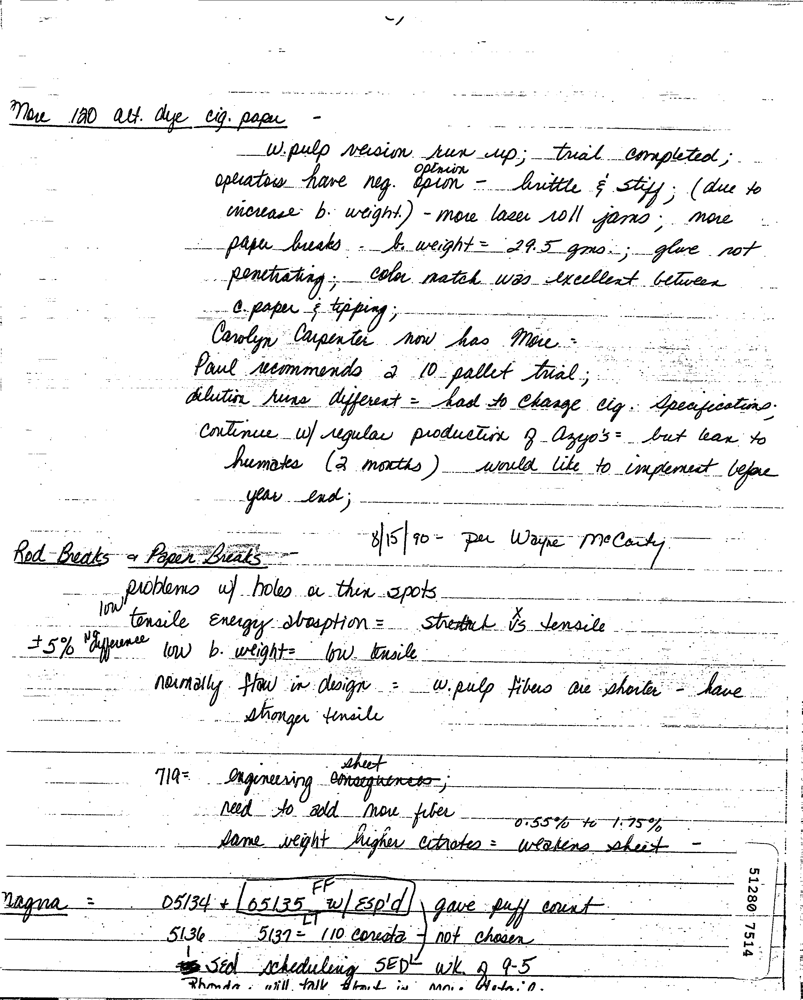 More 120 alt. dye cig. paper -
w. pulp version run up; trial completed;
opinion
operators have neg. opion - brittle & stiff; (due to
increase b. weight.) - more laser roll jams; more
paper breaks - b. weight = 29.5 gms.; glue not
penetrating; color match was excellent between
c. paper & tipping;
Carolyn Carpenter now has More =
Paul recommends a 10 pallet trial;
dilution runs different = had to change cig. specifications;
continue w/ regular production of Azyo's = but lean to
humates (2 months) would like to implement before
year end;
8/15/90 - per Wayne McCarty
Rod Breaks & Paper Breaks -
problems w/ holes or thin spots
low tensile energy absoption = stretch x vs tensile
±5% No difference low b. weight = low tensile
normally flaw in design = w. pulp fibers are shorter - have
stronger tensile
sheet
719 = engineering consequences;
need to add more fiber
0.55% to 1.75%
same weight higher citrates = weakens sheet -
Magna = 05134 + 05135 FF w/ Esp'd gave puff count
5136 5137 = LT 110 coresta - not chosen
Sed scheduling SED wk. of 9-5
Rhonda - will talk about in more detail.
51280 7514